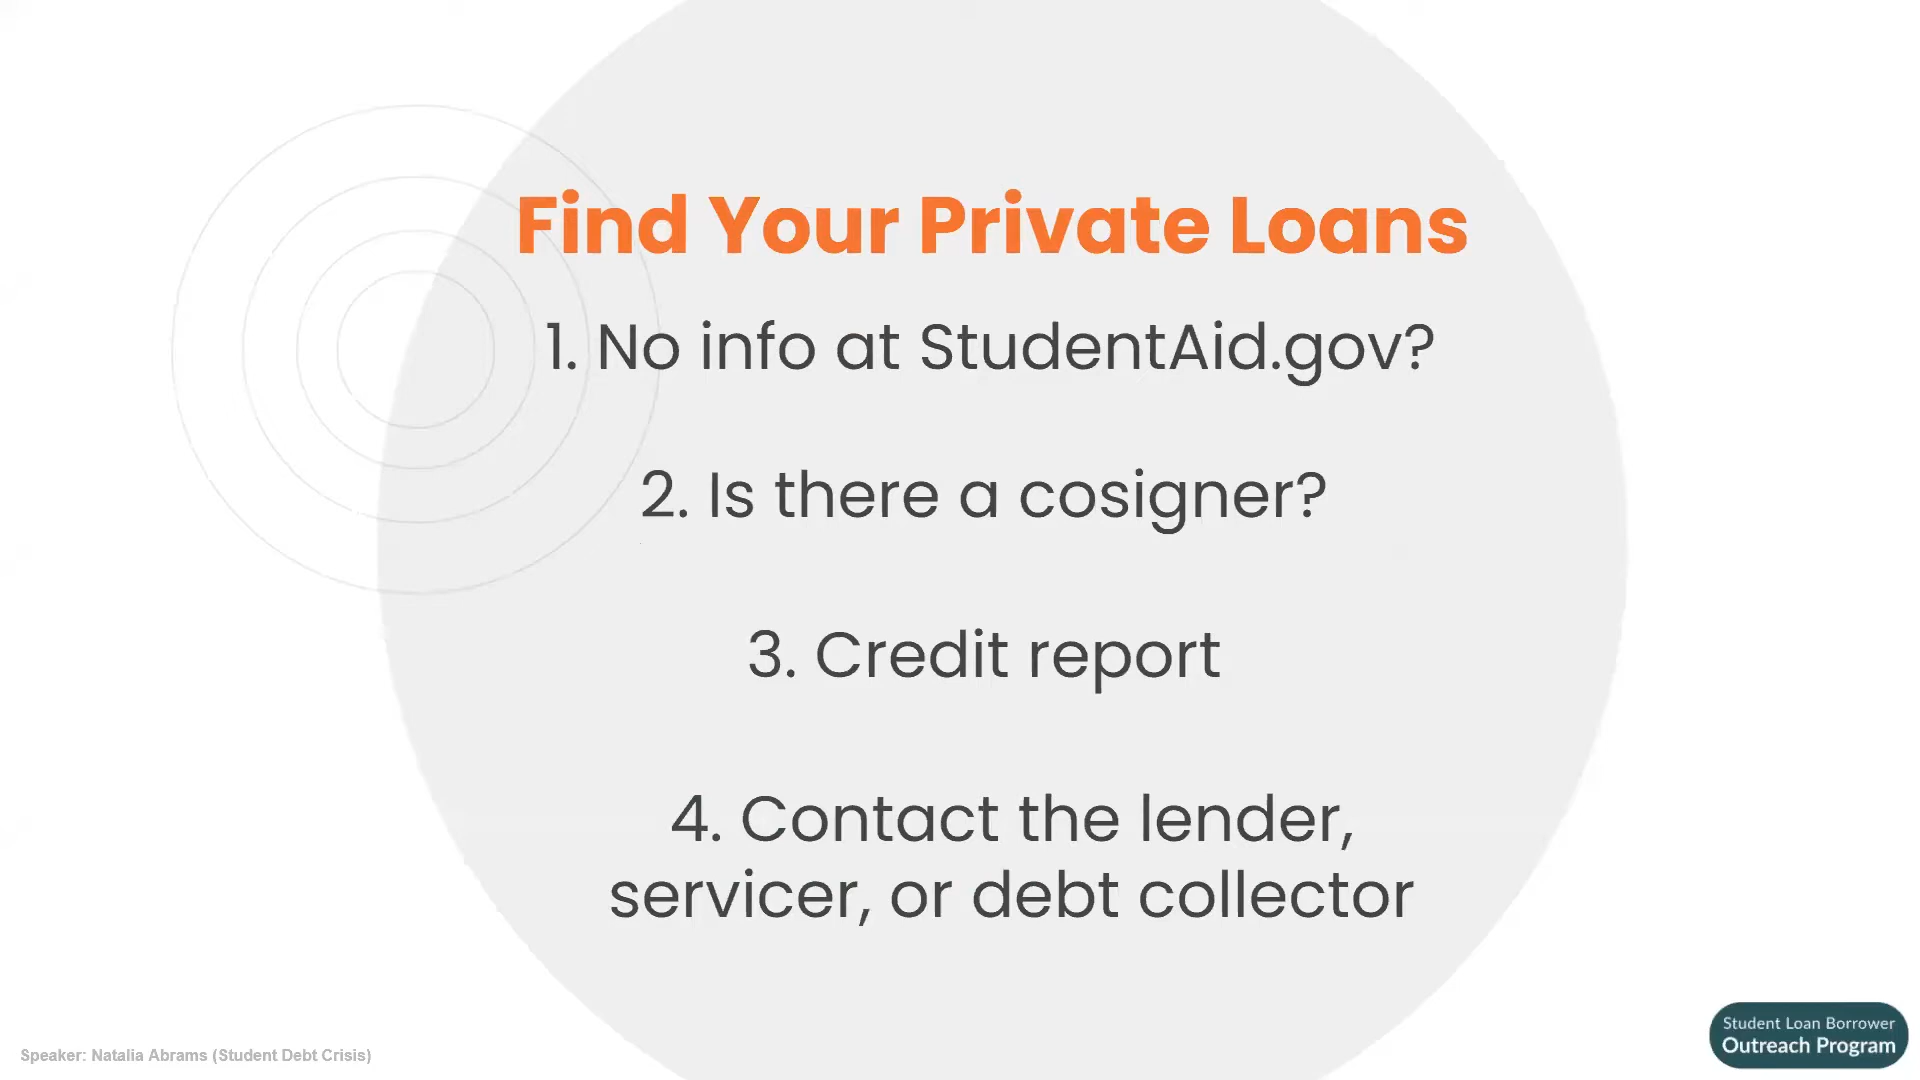 Find Your Private Loans
1. No info at StudentAid.gov?
2. Is there a cosigner?
3. Credit report
4. Contact the lender,
servicer, or debt collector
Speaker: Natalia Abrams (Student Debt Crisis)
Student Loan Borrower
Outreach Program